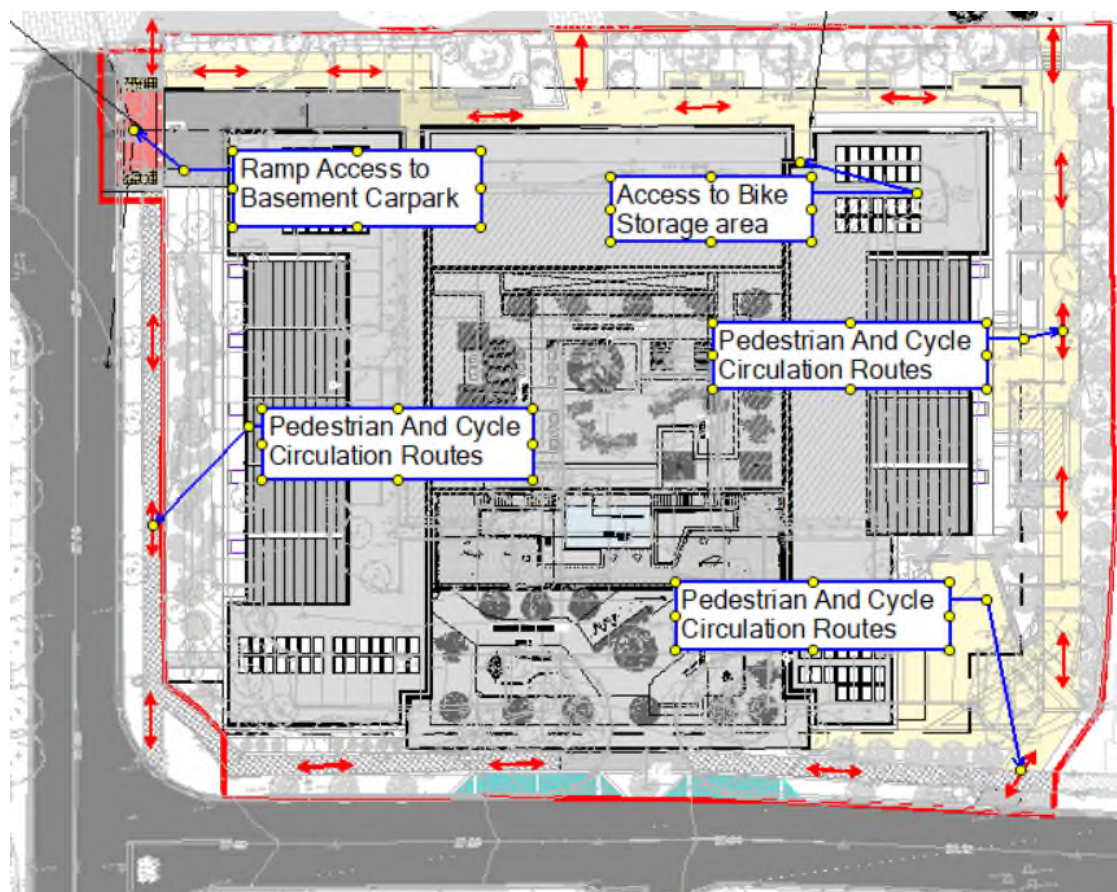 Ramp Access to
Basement Carpark
Access to Bike
Storage area
Pedestrian And Cycle
Circulation Routes
Pedestrian And Cycle
Circulation Routes
Pedestrian And Cycle
Circulation Routes